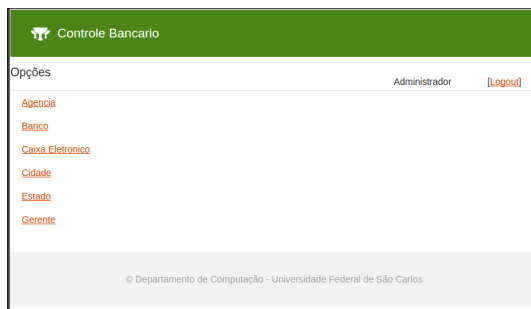 Controle Bancario
Opções
Administrador [Logout]
Agencia
Banco
Caixa Eletronico
Cidade
Estado
Gerente
© Departamento de Computação - Universidade Federal de São Carlos